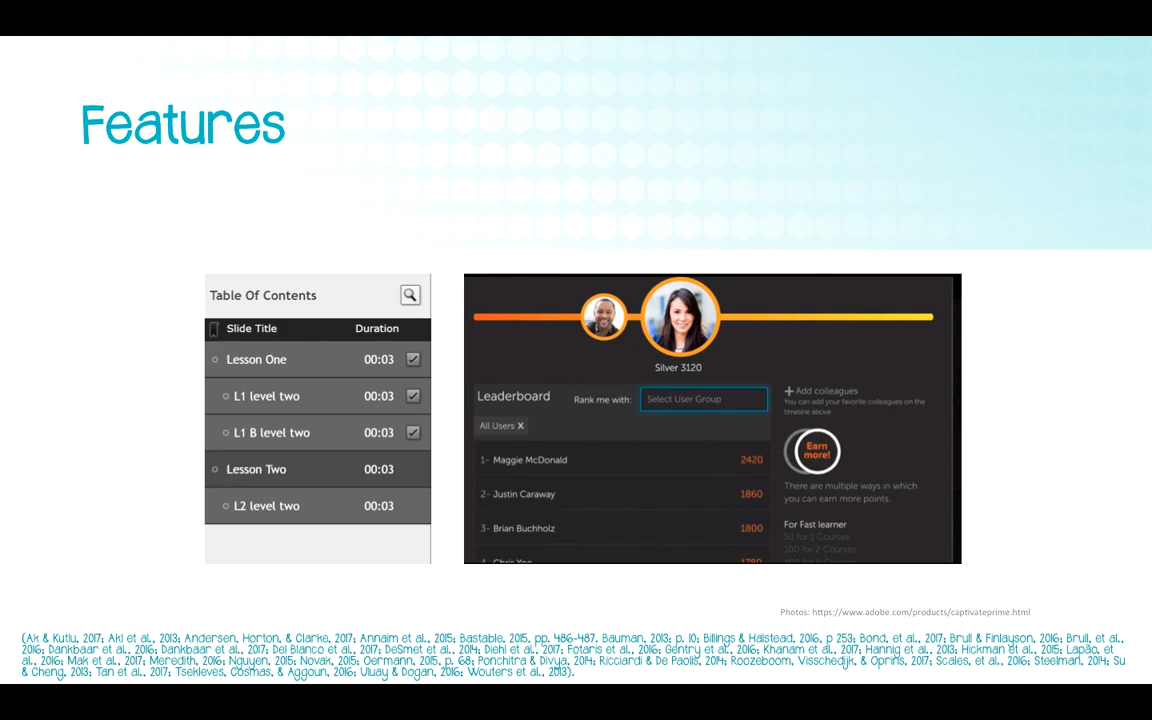 Features
Table Of Contents
Slide Title Duration
Lesson One 00:03
L1 level two 00:03
L1 B level two 00:03
Lesson Two 00:03
L2 level two 00:03
Silver 3120
Leaderboard Rank me with: Select User Group
All Users X
1- Maggie McDonald 2420
2- Justin Caraway 1860
3- Brian Buchholz 1800
+ Add colleagues
You can add your favorite colleagues on the
timeline above
Earn
more!
There are multiple ways in which
you can earn more points.
For Fast learner
50 for 1 Courses
100 for 2 Courses
Photos: https://www.adobe.com/products/captivateprime.html
(Ak & Kutlu, 2017; Akl et al., 2013; Andersen, Horton, & Clarke, 2017; Annaim et al., 2015; Bastable, 2015, pp. 486-487. Bauman, 2013; p. 10; Billings & Halstead, 2016, p 253; Bond, et al., 2017; Brull & Finlayson, 2016; Brull, et al.,
2016; Dankbaar et al., 2016; Dankbaar et al., 2017; Del Blanco et al., 2017; DeSmet et al., 2014; Diehl et al., 2017; Fotaris et al., 2016; Gentry et al., 2016; Khanam et al., 2017; Hannig et al., 2013; Hickman et al., 2015; Lapão, et
al., 2016; Mak et al., 2017; Meredith, 2016; Nguyen, 2015; Novak, 2015; Oermann, 2015, p. 68; Ponchitra & Divya, 2014; Ricciardi & De Paolis, 2014; Roozeboom, Visschedijk, & Oprins, 2017; Scales, et al., 2016; Steelman, 2014; Su
& Cheng, 2013; Tan et al., 2017; Tsekleves, Cosmas, & Aggoun, 2016; Uluay & Dogan, 2016; Wouters et al., 2013).